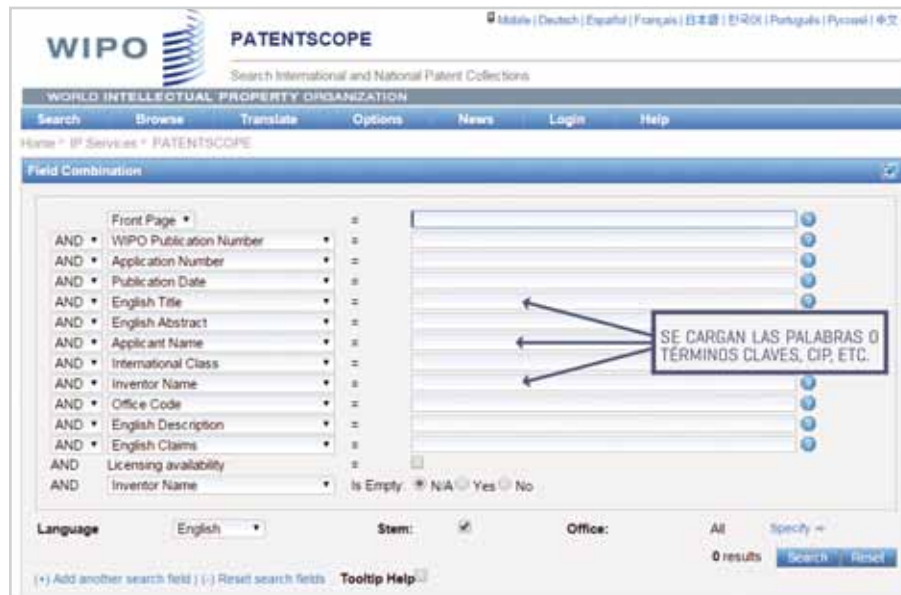 Mobile | Deutsch | Español | Français | 日本語 | 한국어 | Português | Русский | 中文
WIPO
PATENTSCOPE
Search International and National Patent Collections
WORLD INTELLECTUAL PROPERTY ORGANIZATION
Search Browse Translate Options News Login Help
Home IP Services PATENTSCOPE
Field Combination
Front Page =
AND WIPO Publication Number =
AND Application Number =
AND Publication Date =
AND English Title =
AND English Abstract =
AND Applicant Name =
AND International Class =
AND Inventor Name =
AND Office Code =
AND English Description =
AND English Claims =
AND Licensing availability =
AND Inventor Name Is Empty: N/A Yes No
SE CARGAN LAS PALABRAS O
TÉRMINOS CLAVES, CIP, ETC.
Language English Stem: Office: All Specify
0 results Search Reset
(+) Add another search field | (-) Reset search fields Tooltip Help